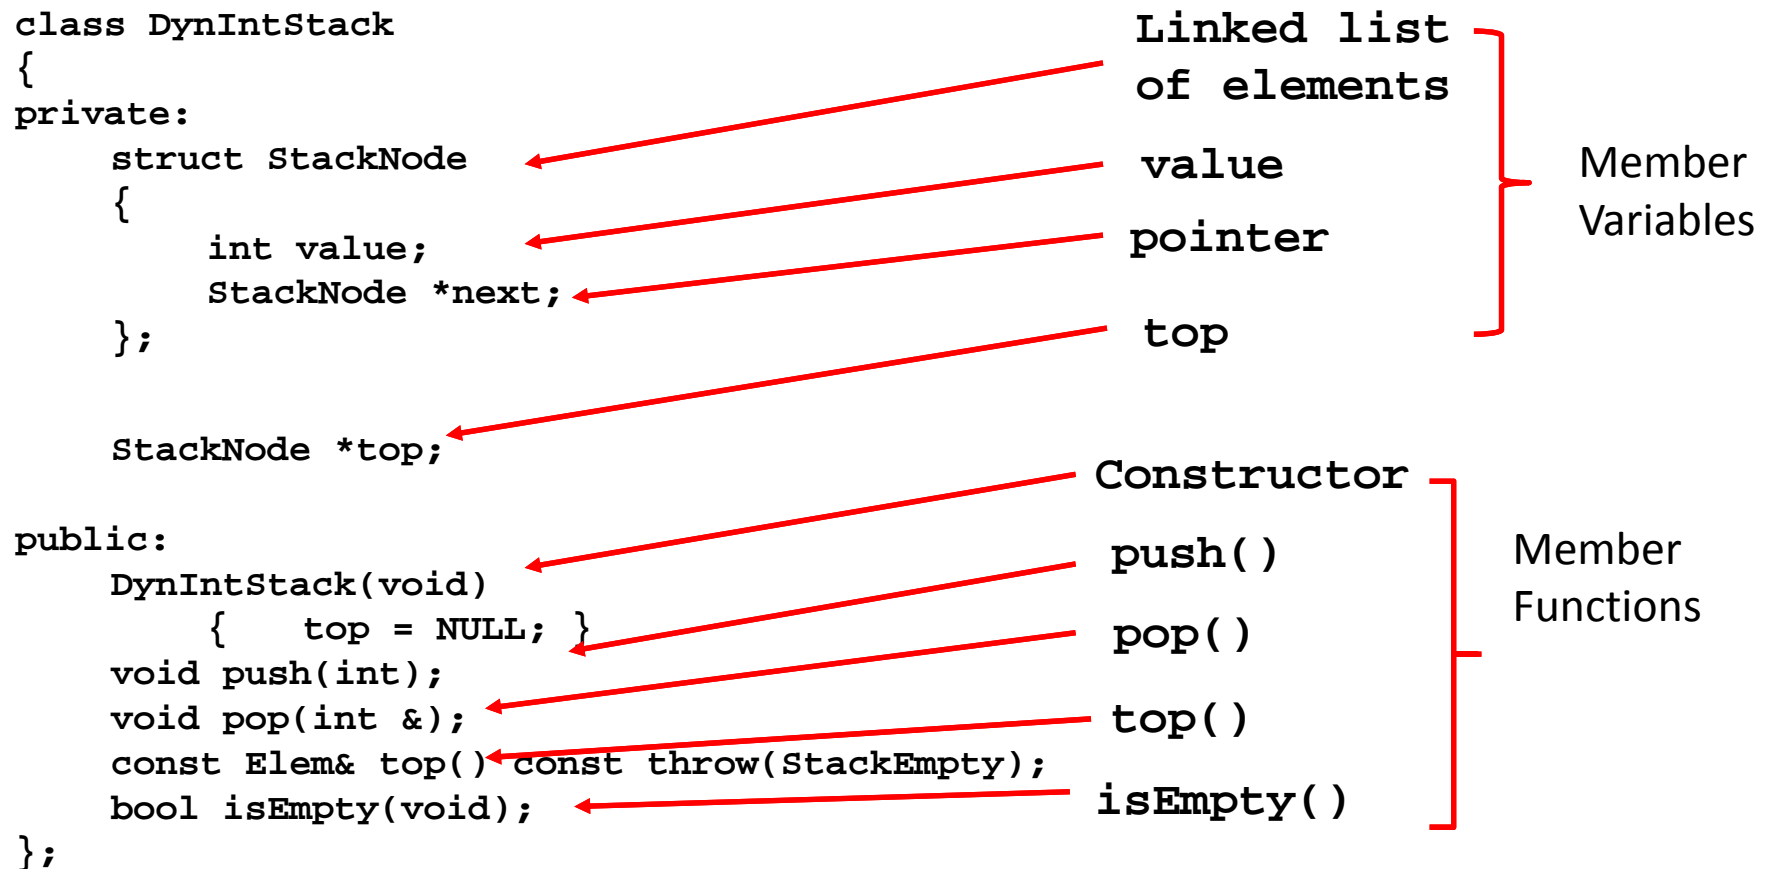 class DynIntStack
{
private:
struct StackNode
{
int value;
StackNode *next;
};
StackNode *top;
public:
DynIntStack(void)
{ top = NULL; }
void push(int);
void pop(int &);
const Elem& top() const throw(StackEmpty);
bool isEmpty(void);
};
Linked list
of elements
value
pointer
top
Member
Variables
Constructor
push()
pop()
top()
isEmpty()
Member
Functions